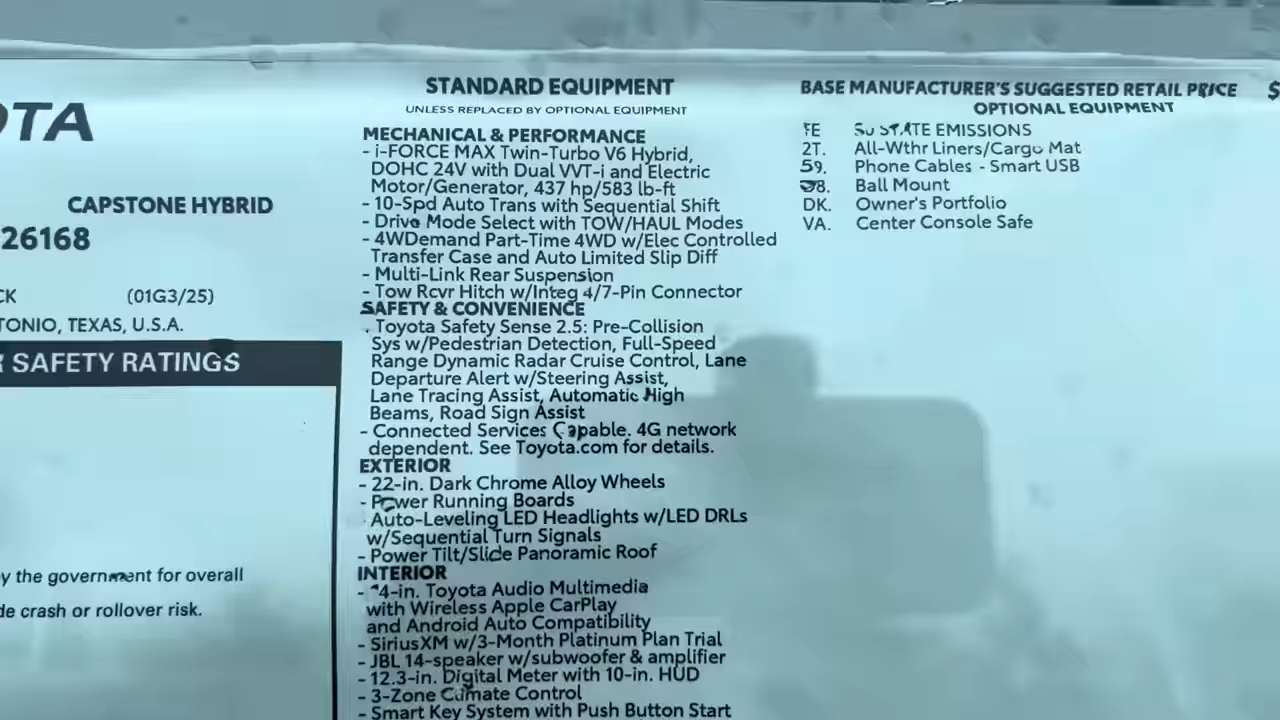 OTA
CAPSTONE HYBRID
26168
CK (01G3/25)
TONIO, TEXAS, U.S.A.
SAFETY RATINGS
y the government for overall
de crash or rollover risk.
STANDARD EQUIPMENT
UNLESS REPLACED BY OPTIONAL EQUIPMENT
MECHANICAL & PERFORMANCE
- i-FORCE MAX Twin-Turbo V6 Hybrid,
DOHC 24V with Dual VVT-i and Electric
Motor/Generator, 437 hp/583 lb-ft
- 10-Spd Auto Trans with Sequential Shift
- Drive Mode Select with TOW/HAUL Modes
- 4WDemand Part-Time 4WD w/Elec Controlled
Transfer Case and Auto Limited Slip Diff
- Multi-Link Rear Suspension
- Tow Rcvr Hitch w/Integ 4/7-Pin Connector
SAFETY & CONVENIENCE
- Toyota Safety Sense 2.5: Pre-Collision
Sys w/Pedestrian Detection, Full-Speed
Range Dynamic Radar Cruise Control, Lane
Departure Alert w/Steering Assist,
Lane Tracing Assist, Automatic High
Beams, Road Sign Assist
- Connected Services Capable. 4G network
dependent. See Toyota.com for details.
EXTERIOR
- 22-in. Dark Chrome Alloy Wheels
- Power Running Boards
Auto-Leveling LED Headlights w/LED DRLs
w/Sequential Turn Signals
- Power Tilt/Slide Panoramic Roof
INTERIOR
- 14-in. Toyota Audio Multimedia
with Wireless Apple CarPlay
and Android Auto Compatibility
- SiriusXM w/3-Month Platinum Plan Trial
- JBL 14-speaker w/subwoofer & amplifier
- 12.3-in. Digital Meter with 10-in. HUD
- 3-Zone Climate Control
- Smart Key System with Push Button Start
BASE MANUFACTURER'S SUGGESTED RETAIL PRICE $
OPTIONAL EQUIPMENT
FE 50 STATE EMISSIONS
2T. All-Wthr Liners/Cargo Mat
59. Phone Cables - Smart USB
Ball Mount
DK. Owner's Portfolio
VA. Center Console Safe